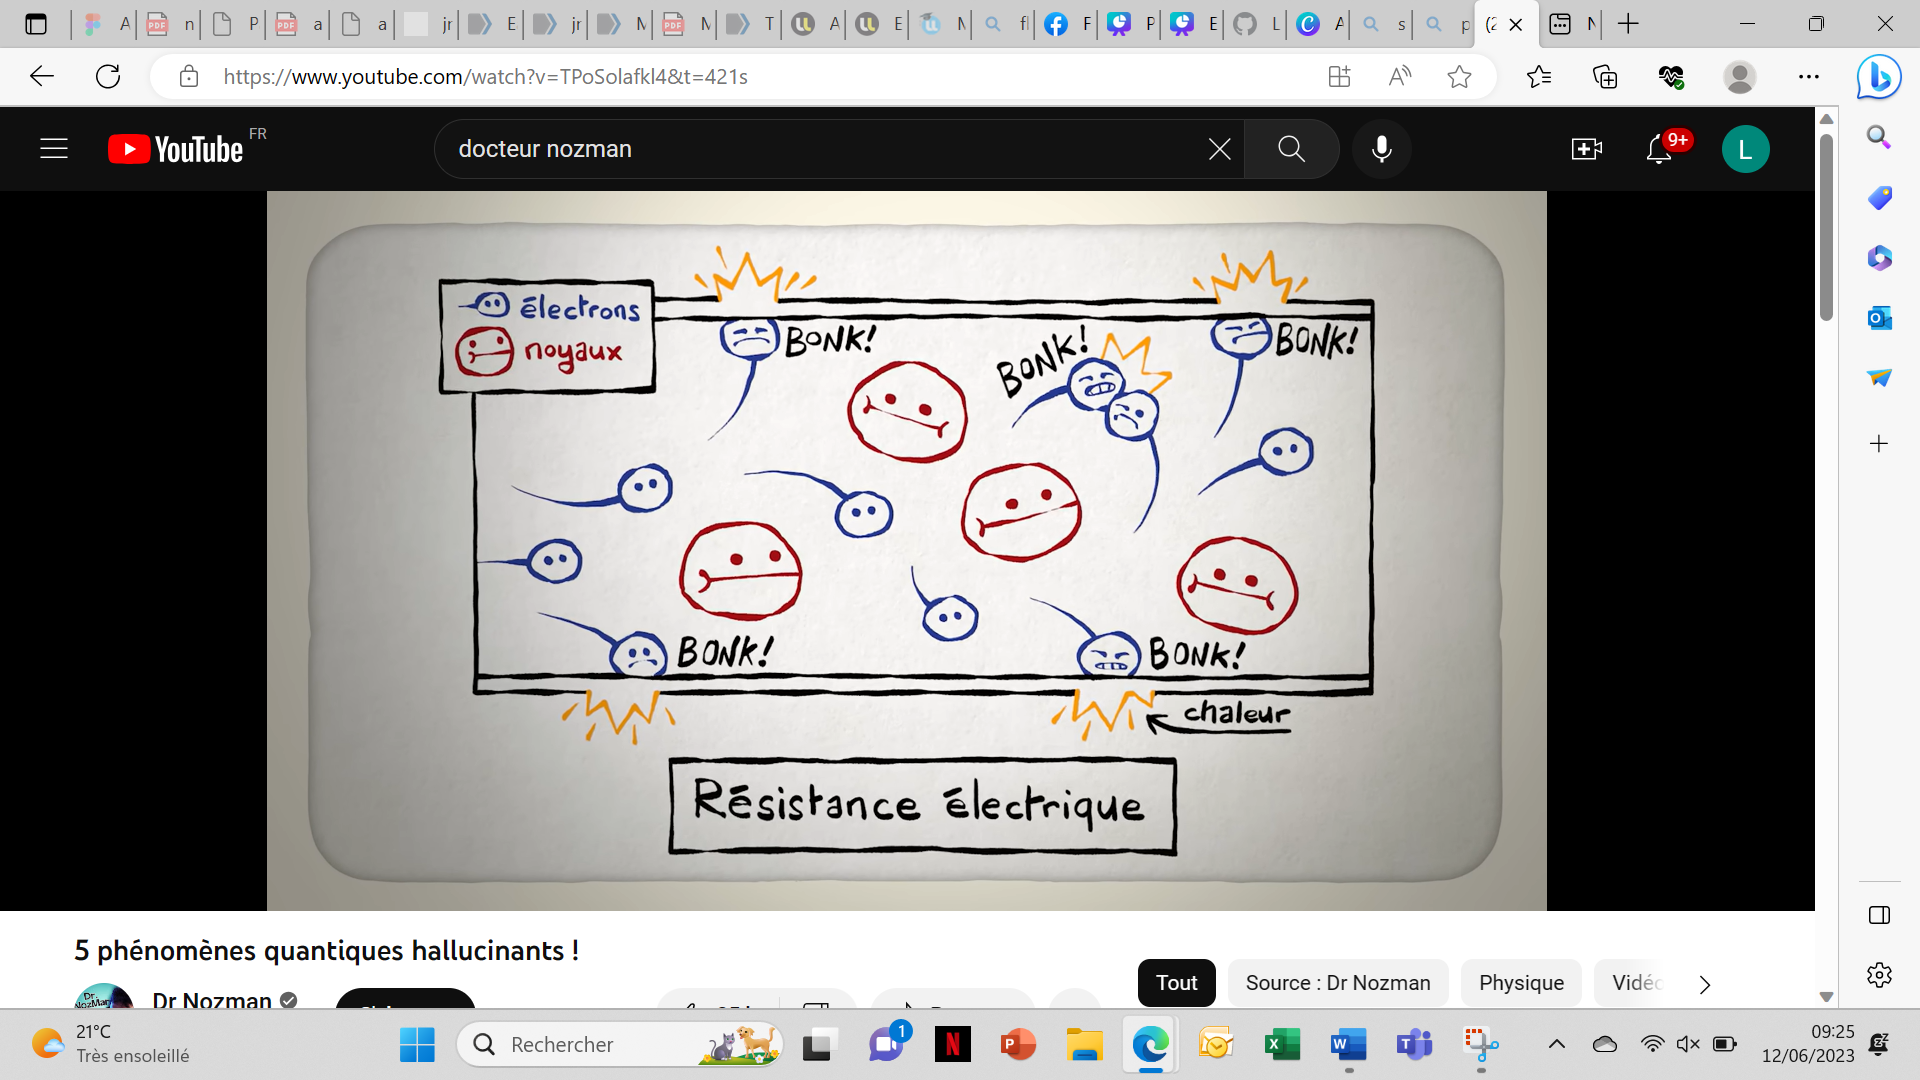 https://www.youtube.com/watch?v=TPoSolafkl4&t=421s
YouTube FR
docteur nozman
9+
L
électrons
noyaux
BONK!
BONK!
BONK!
BONK!
BONK!
chaleur
Résistance électrique
5 phénomènes quantiques hallucinants !
Dr Nozman
Tout
Source : Dr Nozman
Physique
21°C
Très ensoleillé
Rechercher
1
09:25
12/06/2023